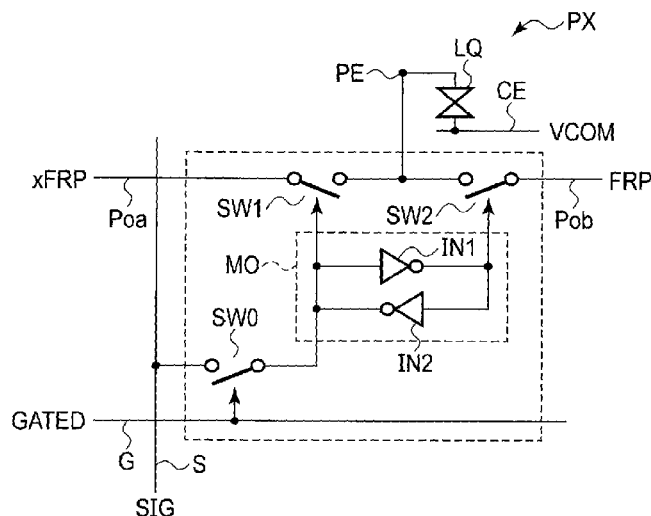 PX
LQ
PE
CE
VCOM
xFRP
FRP
Poa
SW1
SW2
Pob
IN1
MO
SW0
IN2
GATED
G
S
SIG